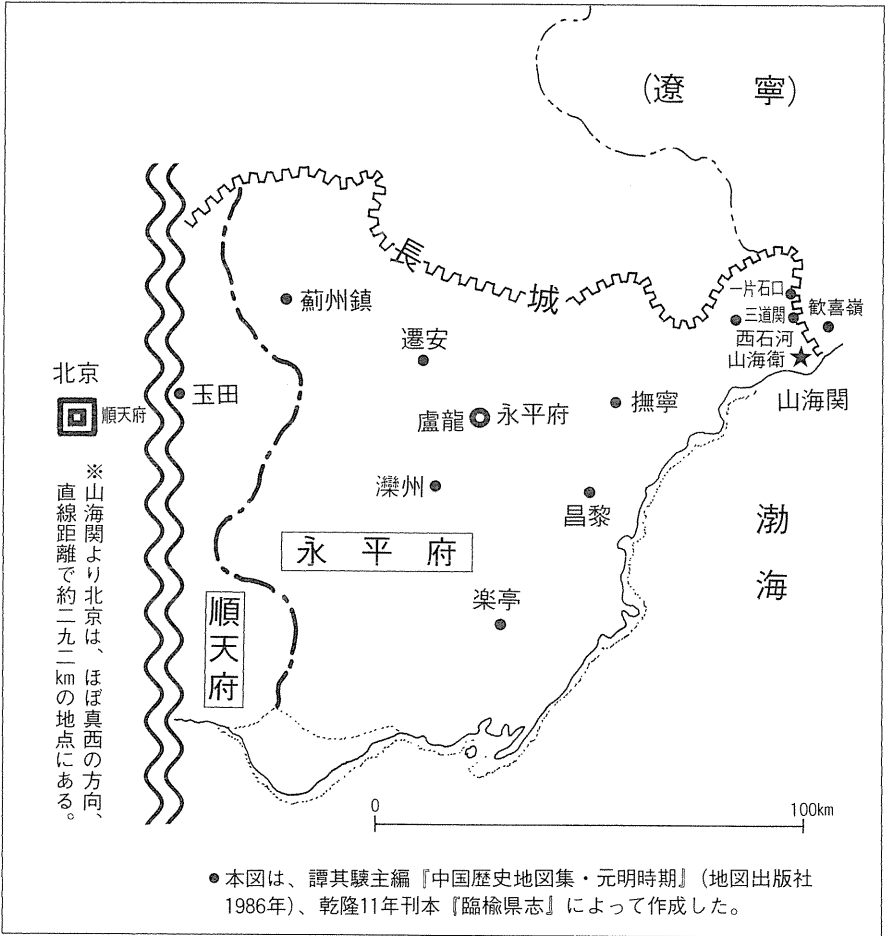 (遼 寧)
長
城
一片石口
三道関
歓喜嶺
西石河
山海衛
山海関
薊州鎮
遷安
北京
順天府
玉田
盧龍
永平府
撫寧
灤州
昌黎
永平府
渤海
楽亭
順天府
※山海関より北京は、ほぼ真西の方向、
直線距離で約二九二kmの地点にある。
0
100km
●本図は、譚其驤主編『中国歴史地図集・元明時期』(地図出版社
1986年)、乾隆11年刊本『臨楡県志』によって作成した。